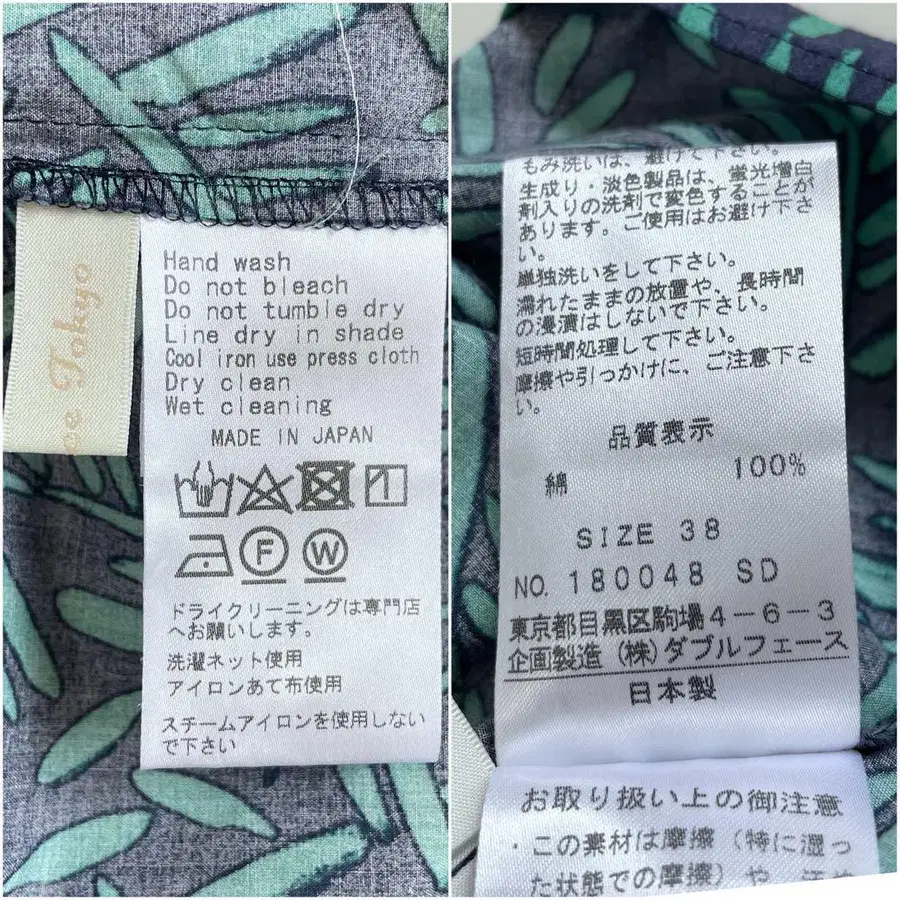 Tokyo
Hand wash
Do not bleach
Do not tumble dry
Line dry in shade
Cool iron use press cloth
Dry clean
Wet cleaning
MADE IN JAPAN
F W
ドライクリーニングは専門店
へお願いします。
洗濯ネット使用
アイロンあて布使用
スチームアイロンを使用しない
で下さい
もみ洗いは、避けて下さい。
生成り・淡色製品は、蛍光増白
剤入りの洗剤で変色することが
あります。ご使用はお避け下さ
い。
単独洗いをして下さい。
濡れたままの放置や、長時間
の浸漬はしないで下さい。
短時間処理して下さい。
摩擦や引っかけに、ご注意下さ
い。
品質表示
綿 100%
SIZE 38
NO. 180048 SD
東京都目黒区駒場4-6-3
企画製造(株)ダブルフェース
日本製
お取り扱い上の御注意
・この素材は摩擦(特に湿っ
た状態での摩擦)や